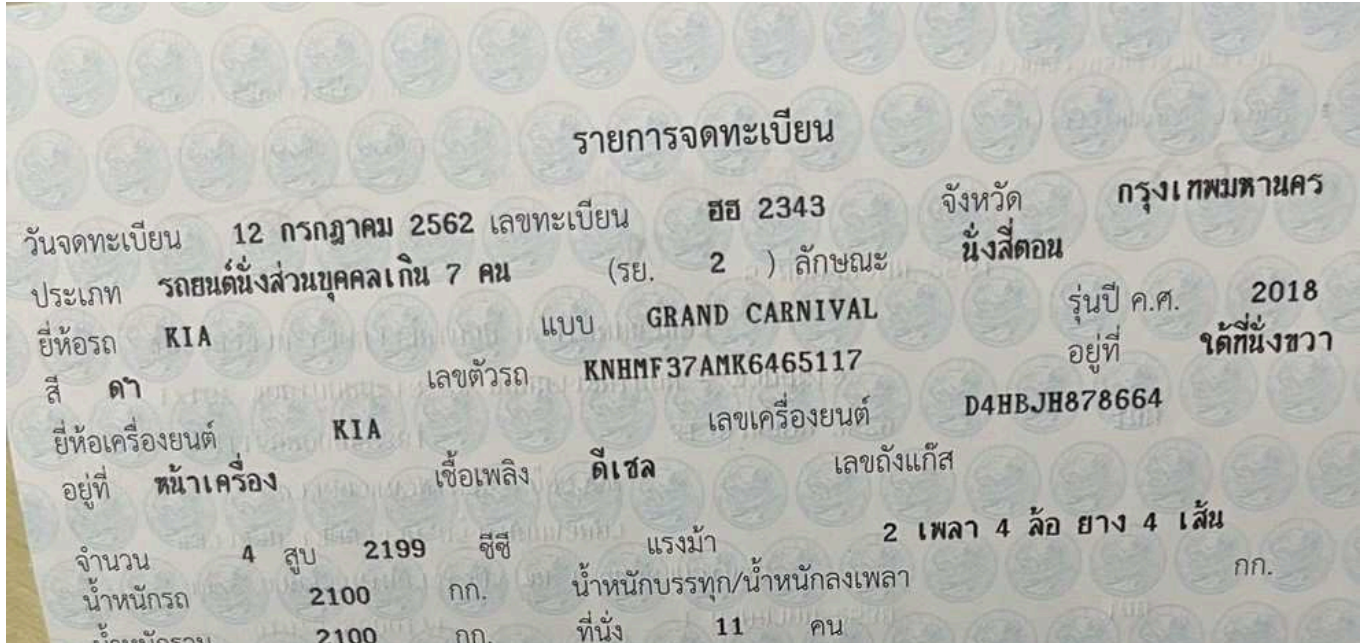 รายการจดทะเบียน
วันจดทะเบียน 12 กรกฎาคม 2562 เลขทะเบียน ฮฮ 2343 จังหวัด กรุงเทพมหานคร
ประเภท รถยนต์นั่งส่วนบุคคลเกิน 7 คน (รย. 2 ) ลักษณะ นั่งสี่ตอน
ยี่ห้อรถ KIA แบบ GRAND CARNIVAL รุ่นปี ค.ศ. 2018
สี ดำ เลขตัวรถ KNHMF37AMK6465117 อยู่ที่ ใต้ที่นั่งขวา
ยี่ห้อเครื่องยนต์ KIA เลขเครื่องยนต์ D4HBJH878664
อยู่ที่ หน้าเครื่อง เชื้อเพลิง ดีเซล เลขถังแก๊ส
จำนวน 4 สูบ 2199 ซีซี แรงม้า 2 เพลา 4 ล้อ ยาง 4 เส้น
น้ำหนักรถ 2100 กก. น้ำหนักบรรทุก/น้ำหนักลงเพลา กก.
น้ำหนักรวม 2100 กก. ที่นั่ง 11 คน